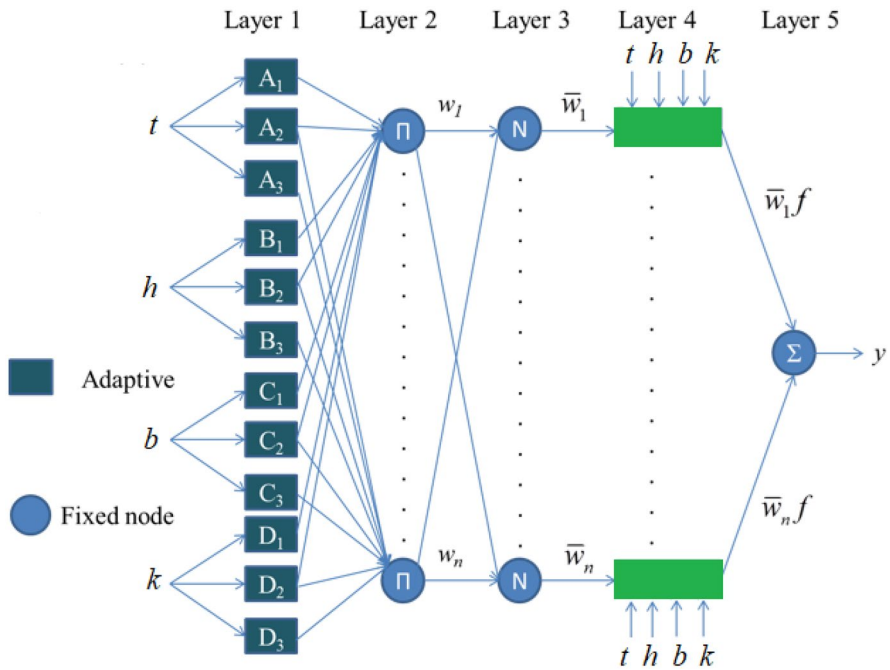 Layer 1 Layer 2 Layer 3 Layer 4 Layer 5
t h b k
A₁
t A₂
A₃
Π w₁ N w̅₁
w̅₁f
B₁
h B₂
B₃
Σ y
Adaptive
C₁
b C₂
C₃
Fixed node
w̅ₙf
D₁
k D₂
D₃
Π wₙ N w̅ₙ
t h b k